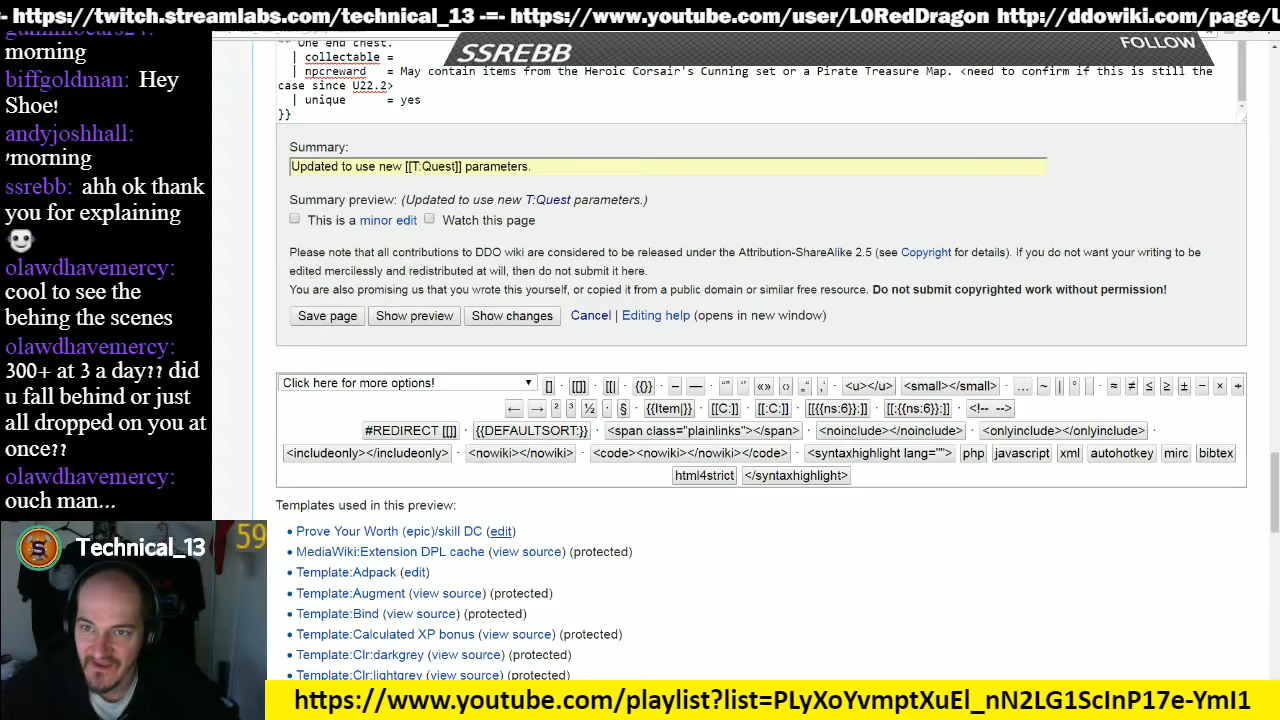 - https://twitch.streamlabs.com/technical_13 -=- https://www.youtube.com/user/L0RedDragon http://ddowiki.com/page/U
morning
biffgoldman: Hey
Shoe!
andyjoshhall:
'morning
ssrebb: ahh ok thank
you for explaining
olawdhavemercy:
cool to see the
behing the scenes
olawdhavemercy:
300+ at 3 a day?? did
u fall behind or just
all dropped on you at
once??
olawdhavemercy:
ouch man...
Technical_13
59
SSREBB
FOLLOW
One end chest.
| collectable =
| npcreward = May contain items from the Heroic Corsair's Cunning set or a Pirate Treasure Map. <need to confirm if this is still the
case since U22.2>
| unique = yes
}}
Summary:
Updated to use new [[T:Quest]] parameters.
Summary preview: (Updated to use new T:Quest parameters.)
This is a minor edit Watch this page
Please note that all contributions to DDO wiki are considered to be released under the Attribution-ShareAlike 2.5 (see Copyright for details). If you do not want your writing to be
edited mercilessly and redistributed at will, then do not submit it here.
You are also promising us that you wrote this yourself, or copied it from a public domain or similar free resource. Do not submit copyrighted work without permission!
Save page Show preview Show changes Cancel | Editing help (opens in new window)
Click here for more options! [] · [[]] · [[| · {{}} · – · — · “” · ‘’ · «» · ‹› · „“ · ‚‘ · <u></u> · <small></small> · … · ~ · | · ° · · ≈ · ≠ · ≤ · ≥ · ± · − · × · ÷
← · → · ² · ³ · ½ · · · § · {{Item|}} · [[C:]] · [[:C:]] · [[{{ns:6}}:]] · [[:{{ns:6}}:]] · <!-- --> ·
#REDIRECT [[]] · {{DEFAULTSORT:}} · <span class="plainlinks"></span> · <noinclude></noinclude> · <onlyinclude></onlyinclude> ·
<includeonly></includeonly> · <nowiki></nowiki> · <code><nowiki></nowiki></code> · <syntaxhighlight lang=""> php javascript xml autohotkey mirc bibtex
html4strict </syntaxhighlight>
Templates used in this preview:
• Prove Your Worth (epic)/skill DC (edit)
• MediaWiki:Extension DPL cache (view source) (protected)
• Template:Adpack (edit)
• Template:Augment (view source) (protected)
• Template:Bind (view source) (protected)
• Template:Calculated XP bonus (view source) (protected)
• Template:Clr:darkgrey (view source) (protected)
• Template:Clr:lightgrey (view source) (protected)
https://www.youtube.com/playlist?list=PLyXoYvmptXuEl_nN2LG1ScInP17e-YmI1